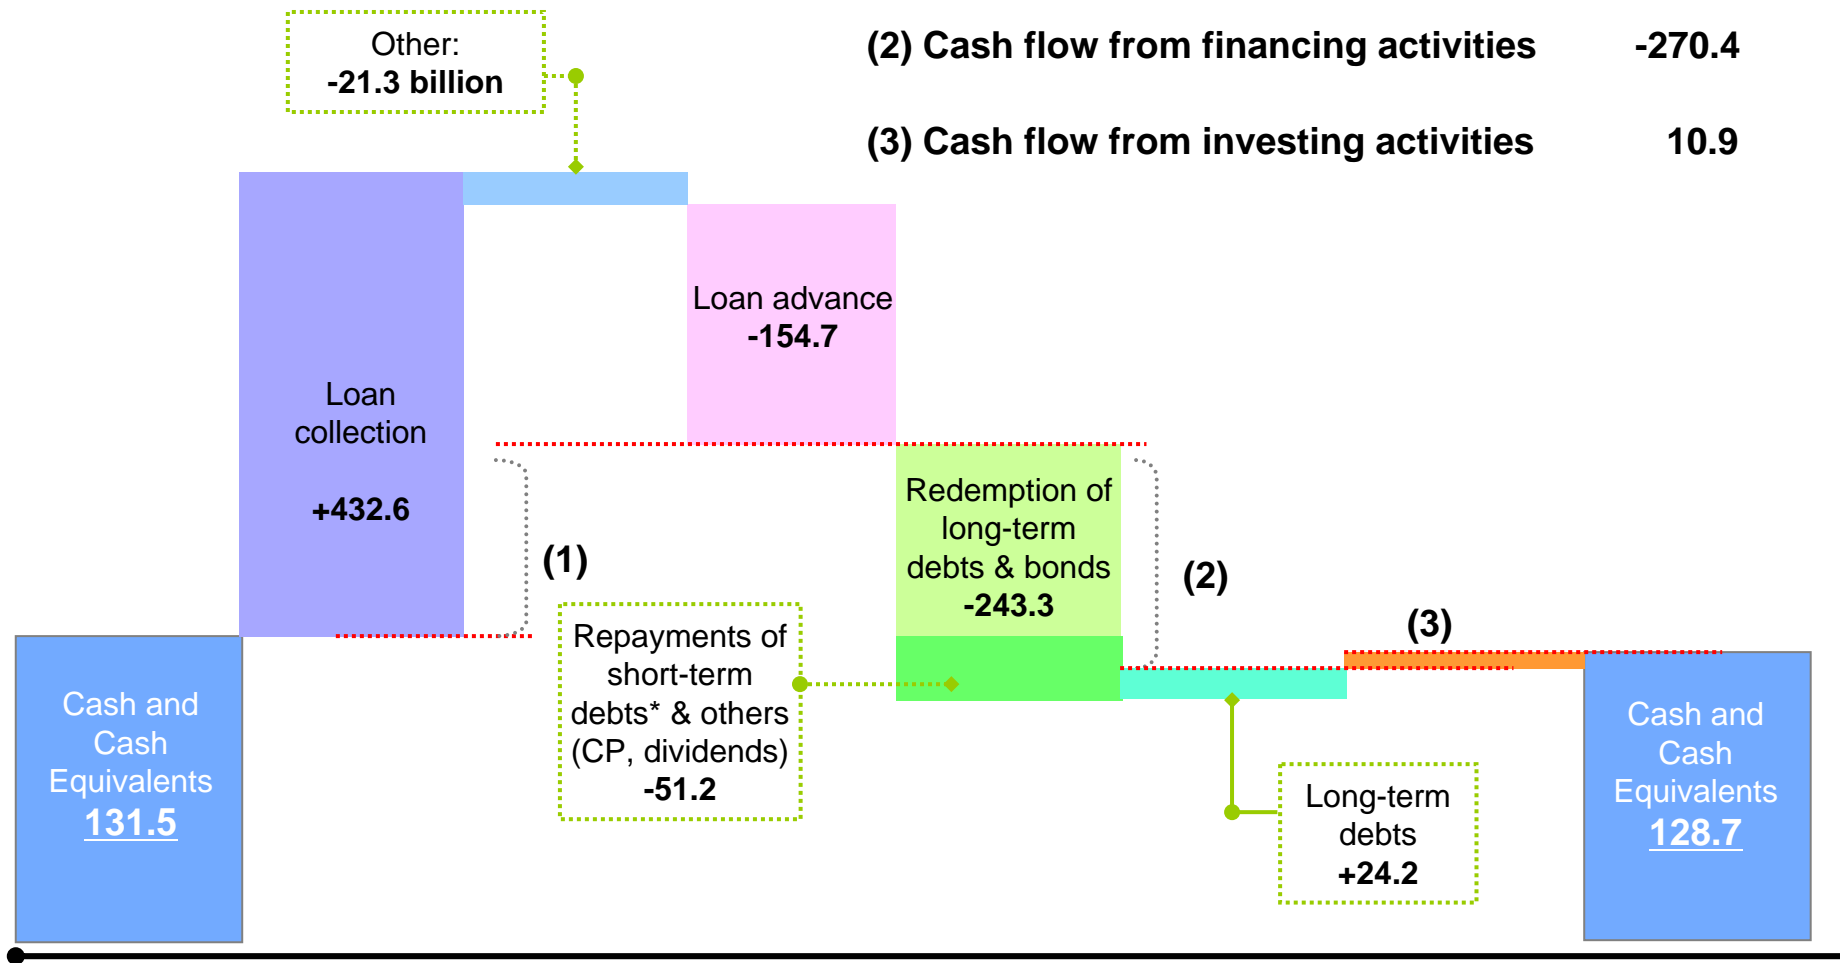 Other:
-21.3 billion
(2) Cash flow from financing activities -270.4
(3) Cash flow from investing activities 10.9
Loan advance
-154.7
Loan
collection
+432.6
(1)
Redemption of
long-term
debts & bonds
-243.3
(2)
(3)
Repayments of
short-term
debts* & others
(CP, dividends)
-51.2
Cash and
Cash
Equivalents
131.5
Long-term
debts
+24.2
Cash and
Cash
Equivalents
128.7